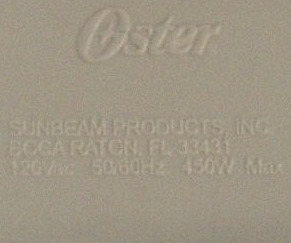 Oster
SUNBEAM PRODUCTS, INC.
BOCA RATON, FL 33431
120Vac 50/60Hz 450W Max